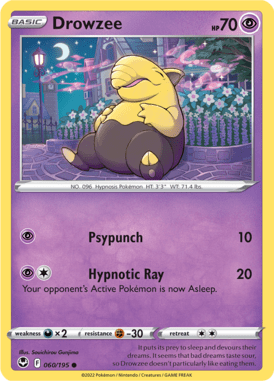 BASIC Drowzee HP70
NO. 096 Hypnosis Pokémon HT: 3'3" WT: 71.4 lbs.
Psypunch 10
Hypnotic Ray 20
Your opponent's Active Pokémon is now Asleep.
weakness ×2 resistance -30 retreat
Illus. Souichirou Gunjima
F 060/195 ●
It puts its prey to sleep and devours their
dreams. It seems that bad dreams taste sour,
so Drowzee doesn't particularly like eating them.
©2022 Pokémon / Nintendo / Creatures / GAME FREAK